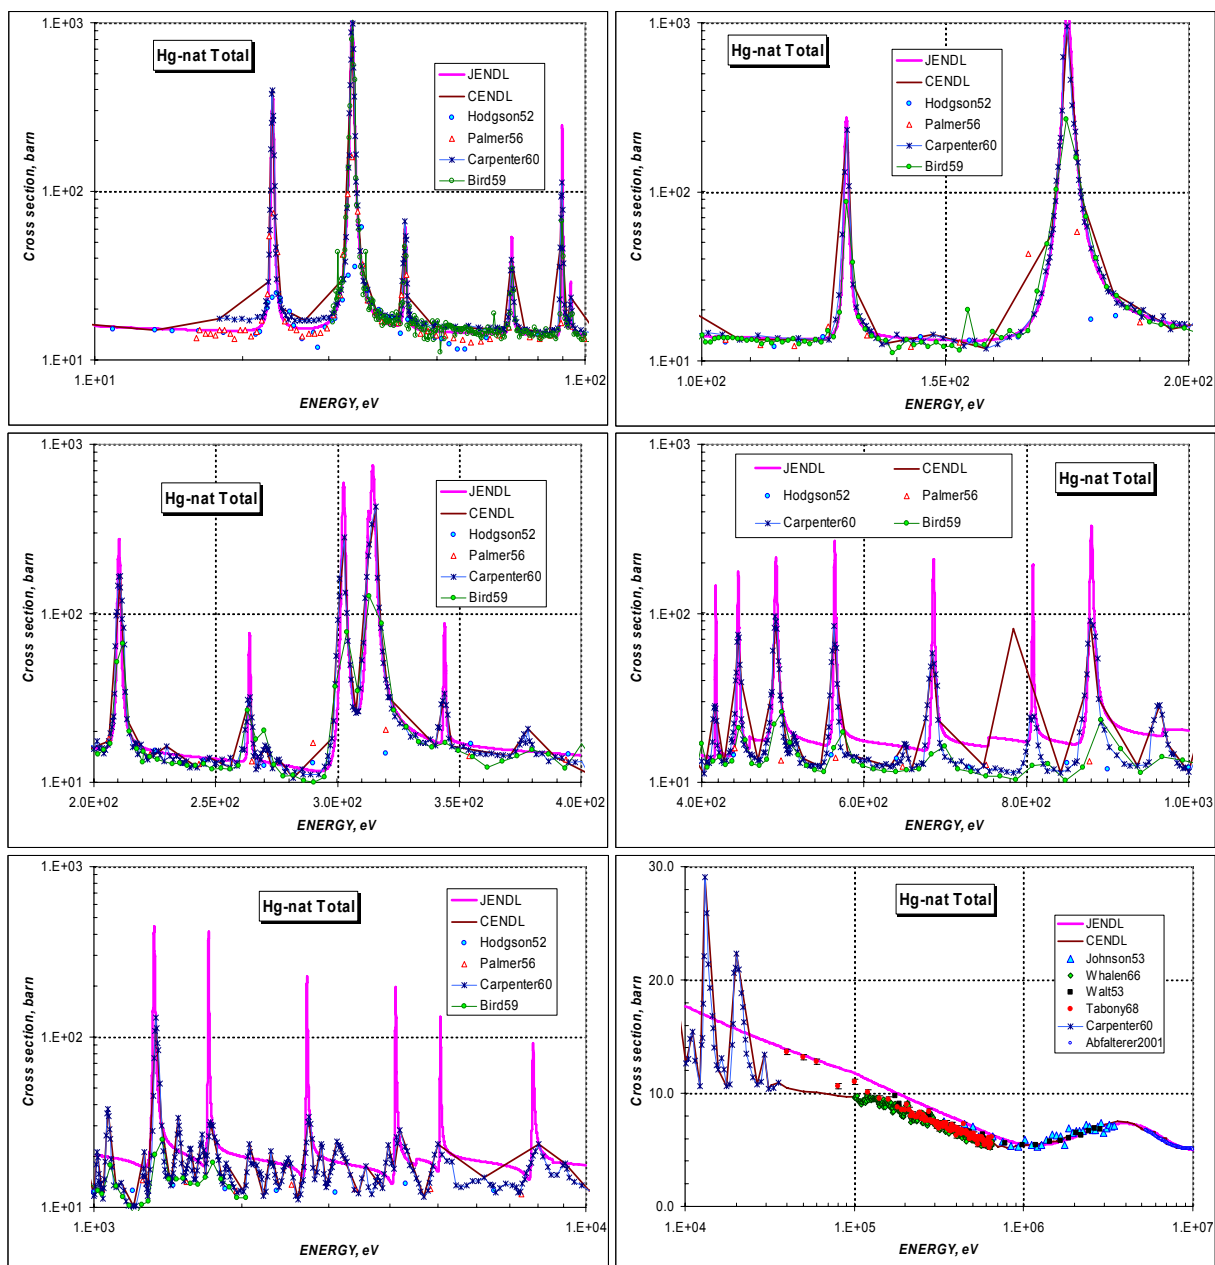 1.E+03
Hg-nat Total
JENDL
CENDL
Hodgson52
Palmer56
Carpenter60
Bird59
1.E+02
Cross section, barn
1.E+01
1.E+01
1.E+02
ENERGY, eV
1.E+03
Hg-nat Total
JENDL
CENDL
Hodgson52
Palmer56
Carpenter60
Bird59
1.E+02
Cross section, barn
1.E+01
1.0E+02
1.5E+02
2.0E+02
ENERGY, eV
1.E+03
Hg-nat Total
JENDL
CENDL
Hodgson52
Palmer56
Carpenter60
Bird59
1.E+02
Cross section, barn
1.E+01
2.0E+02
2.5E+02
3.0E+02
3.5E+02
4.0E+02
ENERGY, eV
1.E+03
JENDL CENDL
Hodgson52 Palmer56
Carpenter60 Bird59
Hg-nat Total
1.E+02
Cross section, barn
1.E+01
4.0E+02
6.0E+02
8.0E+02
1.0E+03
ENERGY, eV
1.E+03
Hg-nat Total
JENDL
CENDL
Hodgson52
Palmer56
Carpenter60
Bird59
1.E+02
Cross section, barn
1.E+01
1.E+03
1.E+04
ENERGY, eV
30.0
Hg-nat Total
JENDL
CENDL
Johnson53
Whalen66
Walt53
Tabony68
Carpenter60
Abfalterer2001
20.0
Cross section, barn
10.0
0.0
1.E+04
1.E+05
1.E+06
1.E+07
ENERGY, eV